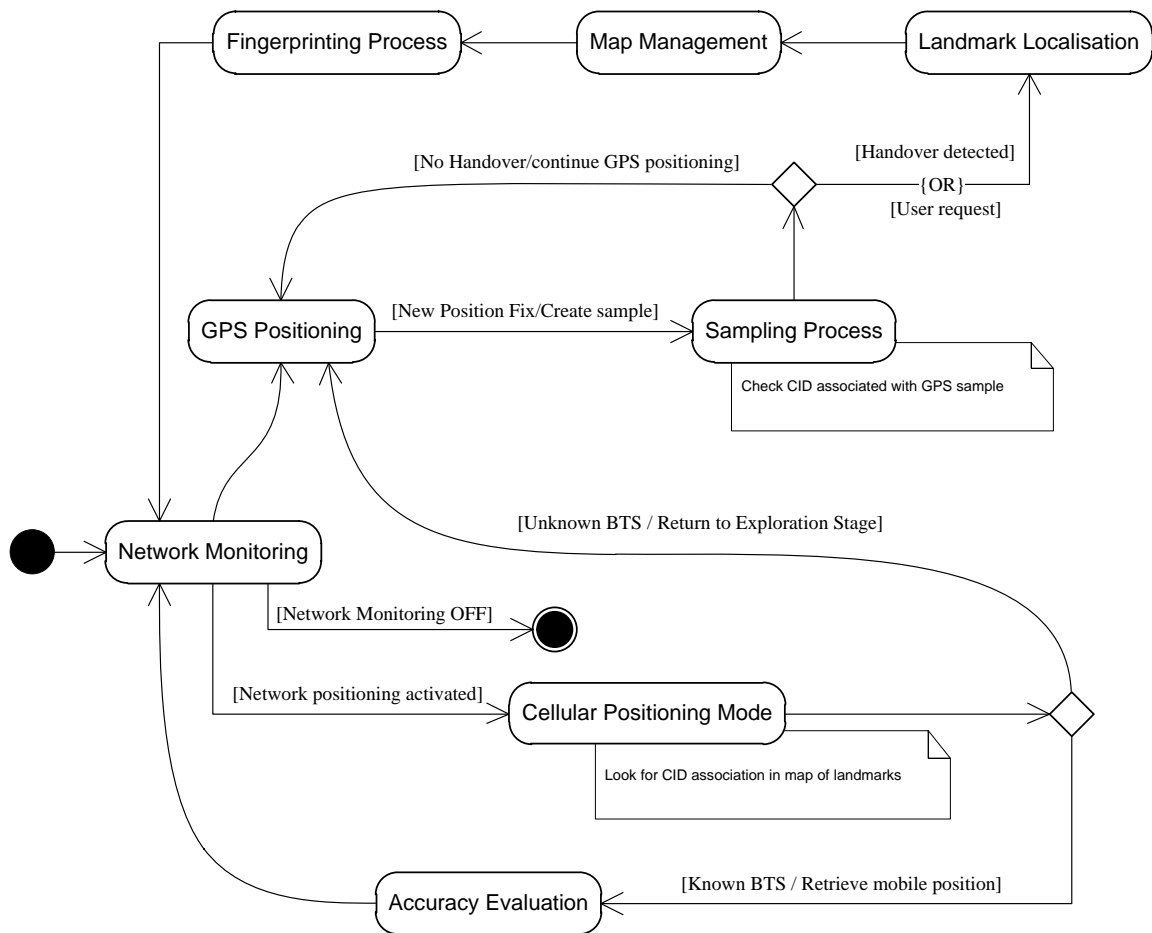 Fingerprinting Process
Map Management
Landmark Localisation
[No Handover/continue GPS positioning]
[Handover detected]
{OR}
[User request]
GPS Positioning
[New Position Fix/Create sample]
Sampling Process
Check CID associated with GPS sample
[Unknown BTS / Return to Exploration Stage]
Network Monitoring
[Network Monitoring OFF]
[Network positioning activated]
Cellular Positioning Mode
Look for CID association in map of landmarks
Accuracy Evaluation
[Known BTS / Retrieve mobile position]